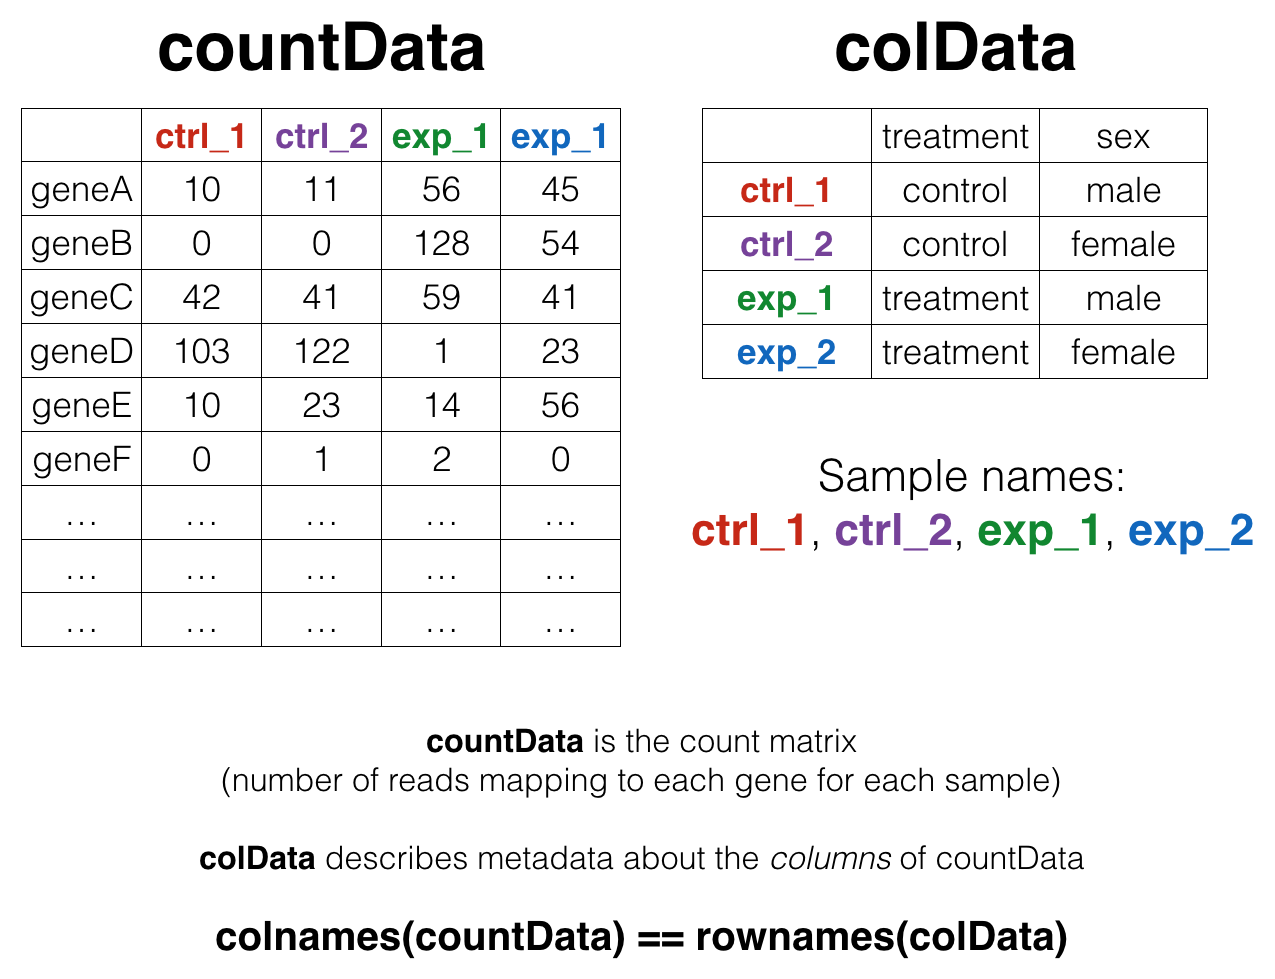 countData
ctrl_1 ctrl_2 exp_1 exp_1
geneA 10 11 56 45
geneB 0 0 128 54
geneC 42 41 59 41
geneD 103 122 1 23
geneE 10 23 14 56
geneF 0 1 2 0
... ... ... ... ...
... ... ... ... ...
... ... ... ... ...
colData
treatment sex
ctrl_1 control male
ctrl_2 control female
exp_1 treatment male
exp_2 treatment female
Sample names:
ctrl_1, ctrl_2, exp_1, exp_2
countData is the count matrix
(number of reads mapping to each gene for each sample)
colData describes metadata about the columns of countData
colnames(countData) == rownames(colData)